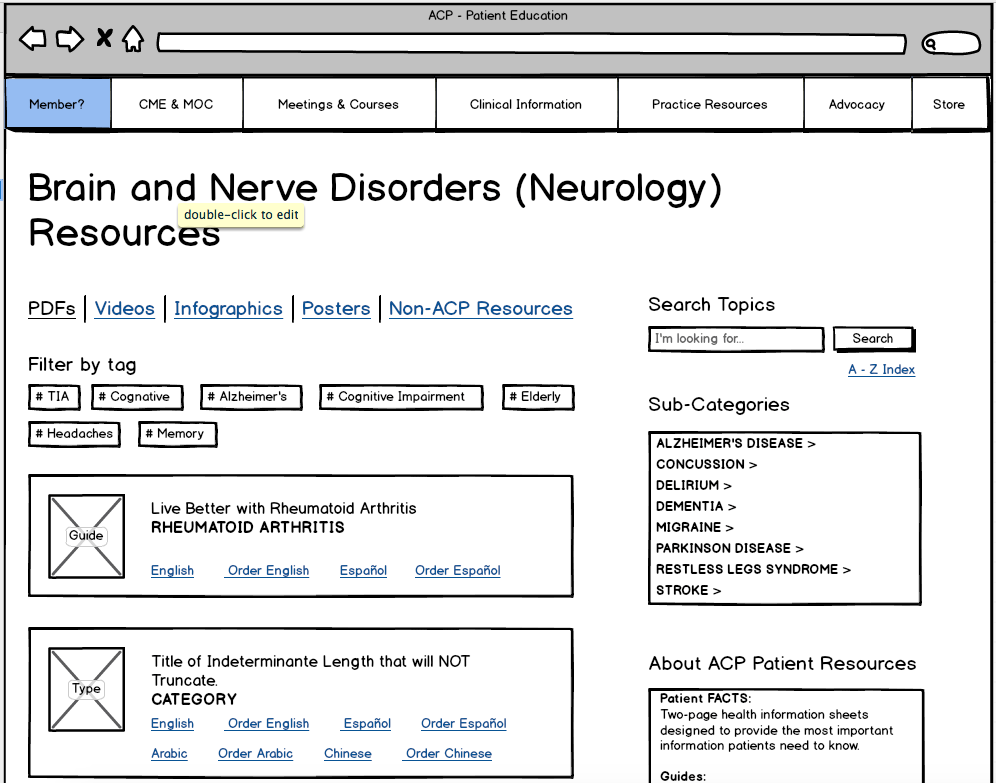 ACP - Patient Education
Member? CME & MOC Meetings & Courses Clinical Information Practice Resources Advocacy Store
Brain and Nerve Disorders (Neurology)
double-click to edit
Resources
PDFs Videos Infographics Posters Non-ACP Resources
Filter by tag
# TIA # Cognative # Alzheimer's # Cognitive Impairment # Elderly
# Headaches # Memory
Guide
Live Better with Rheumatoid Arthritis
RHEUMATOID ARTHRITIS
English Order English Español Order Español
Type
Title of Indeterminante Length that will NOT
Truncate.
CATEGORY
English Order English Español Order Español
Arabic Order Arabic Chinese Order Chinese
Search Topics
I'm looking for... Search
A - Z Index
Sub-Categories
ALZHEIMER'S DISEASE >
CONCUSSION >
DELIRIUM >
DEMENTIA >
MIGRAINE >
PARKINSON DISEASE >
RESTLESS LEGS SYNDROME >
STROKE >
About ACP Patient Resources
Patient FACTS:
Two-page health information sheets
designed to provide the most important
information patients need to know.
Guides: